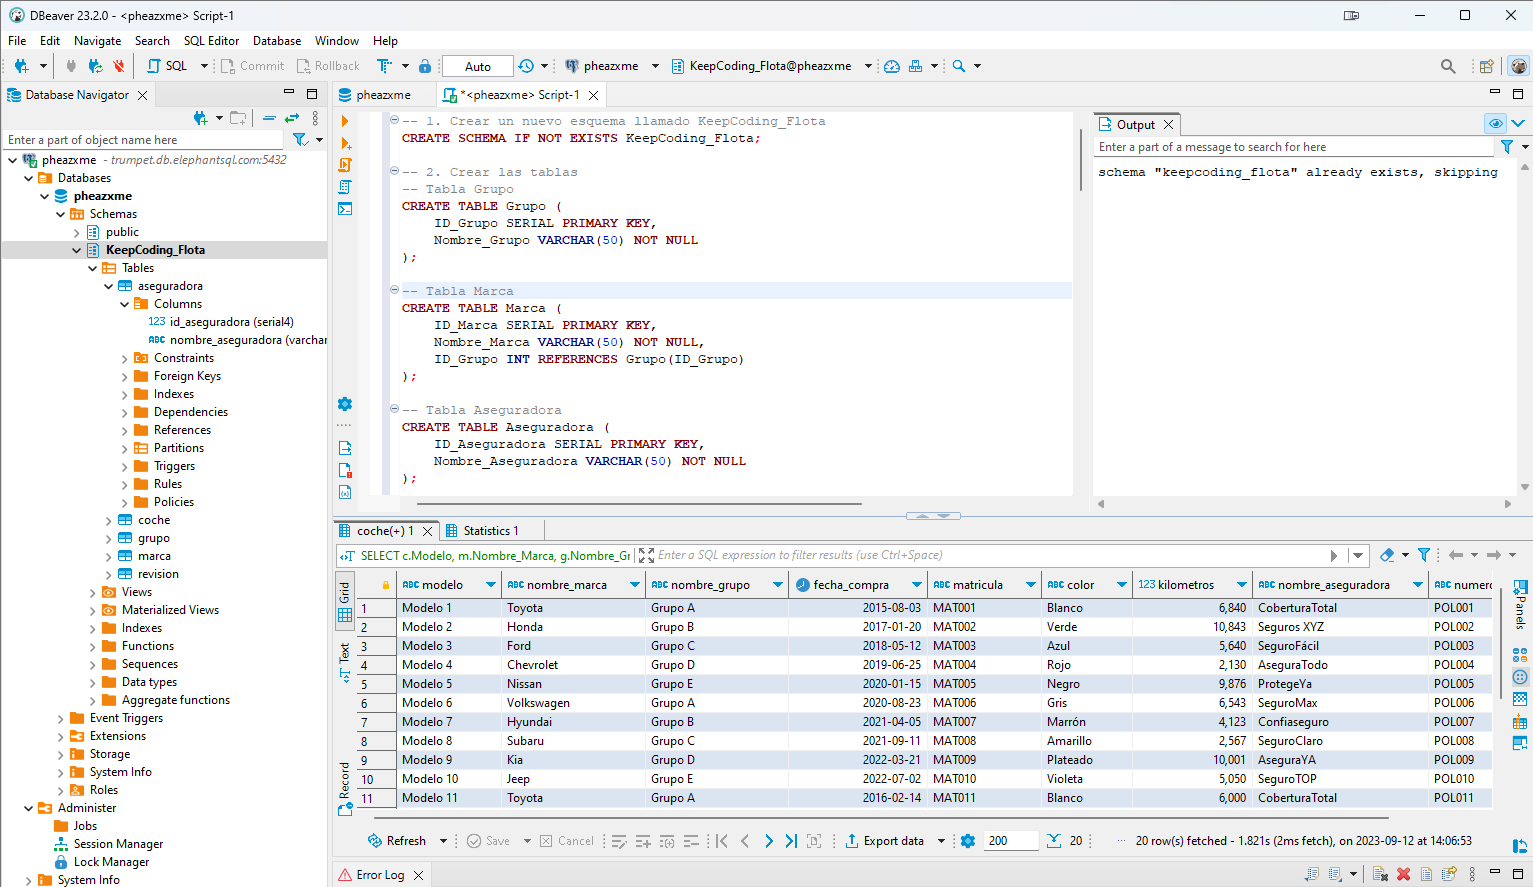 DBeaver 23.2.0 - <pheazxme> Script-1
File Edit Navigate Search SQL Editor Database Window Help
SQL Commit Rollback Auto pheazxme KeepCoding_Flota@pheazxme
Database Navigator
Enter a part of object name here
pheazxme - trumpet.db.elephantsql.com:5432
Databases
pheazxme
Schemas
public
KeepCoding_Flota
Tables
aseguradora
Columns
123 id_aseguradora (serial4)
ABC nombre_aseguradora (varchar
Constraints
Foreign Keys
Indexes
Dependencies
References
Partitions
Triggers
Rules
Policies
coche
grupo
marca
revision
Views
Materialized Views
Indexes
Functions
Sequences
Data types
Aggregate functions
Event Triggers
Extensions
Storage
System Info
Roles
Administer
Jobs
Session Manager
Lock Manager
System Info
pheazxme *<pheazxme> Script-1
-- 1. Crear un nuevo esquema llamado KeepCoding_Flota
CREATE SCHEMA IF NOT EXISTS KeepCoding_Flota;
-- 2. Crear las tablas
-- Tabla Grupo
CREATE TABLE Grupo (
ID_Grupo SERIAL PRIMARY KEY,
Nombre_Grupo VARCHAR(50) NOT NULL
);
-- Tabla Marca
CREATE TABLE Marca (
ID_Marca SERIAL PRIMARY KEY,
Nombre_Marca VARCHAR(50) NOT NULL,
ID_Grupo INT REFERENCES Grupo(ID_Grupo)
);
-- Tabla Aseguradora
CREATE TABLE Aseguradora (
ID_Aseguradora SERIAL PRIMARY KEY,
Nombre_Aseguradora VARCHAR(50) NOT NULL
);
Output
Enter a part of a message to search for here
schema "keepcoding_flota" already exists, skipping
coche(+) 1 Statistics 1
SELECT c.Modelo, m.Nombre_Marca, g.Nombre_Gr Enter a SQL expression to filter results (use Ctrl+Space)
Grid
Text
Record
ABC modelo ABC nombre_marca ABC nombre_grupo fecha_compra ABC matricula ABC color 123 kilometros ABC nombre_aseguradora ABC numero
1 Modelo 1 Toyota Grupo A 2015-08-03 MAT001 Blanco 6,840 CoberturaTotal POL001
2 Modelo 2 Honda Grupo B 2017-01-20 MAT002 Verde 10,843 Seguros XYZ POL002
3 Modelo 3 Ford Grupo C 2018-05-12 MAT003 Azul 5,640 SeguroFácil POL003
4 Modelo 4 Chevrolet Grupo D 2019-06-25 MAT004 Rojo 2,130 AseguraTodo POL004
5 Modelo 5 Nissan Grupo E 2020-01-15 MAT005 Negro 9,876 ProtegeYa POL005
6 Modelo 6 Volkswagen Grupo A 2020-08-23 MAT006 Gris 6,543 SeguroMax POL006
7 Modelo 7 Hyundai Grupo B 2021-04-05 MAT007 Marrón 4,123 Confiaseguro POL007
8 Modelo 8 Subaru Grupo C 2021-09-11 MAT008 Amarillo 2,567 SeguroClaro POL008
9 Modelo 9 Kia Grupo D 2022-03-21 MAT009 Plateado 10,001 AseguraYA POL009
10 Modelo 10 Jeep Grupo E 2022-07-02 MAT010 Violeta 5,050 SeguroTOP POL010
11 Modelo 11 Toyota Grupo A 2016-02-14 MAT011 Blanco 6,000 CoberturaTotal POL011
Panels
Refresh Save Cancel Export data 200 20 ··· 20 row(s) fetched - 1.821s (2ms fetch), on 2023-09-12 at 14:06:53
Error Log